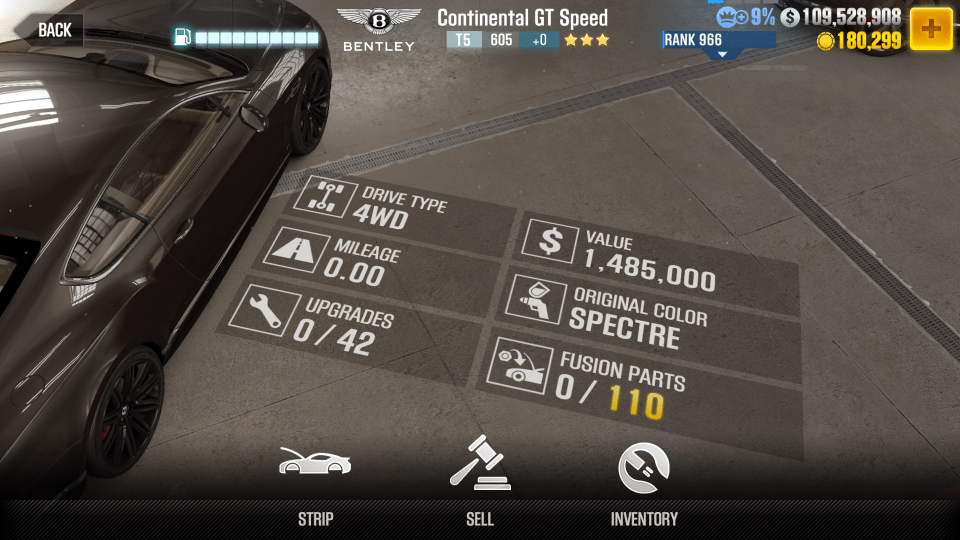 BACK
B
BENTLEY
Continental GT Speed
T5 605 +0
9%
$ 109,528,908
RANK 966
180,299
DRIVE TYPE
4WD
MILEAGE
0.00
UPGRADES
0 / 42
$ VALUE
1,485,000
ORIGINAL COLOR
SPECTRE
FUSION PARTS
0 / 110
STRIP
SELL
INVENTORY